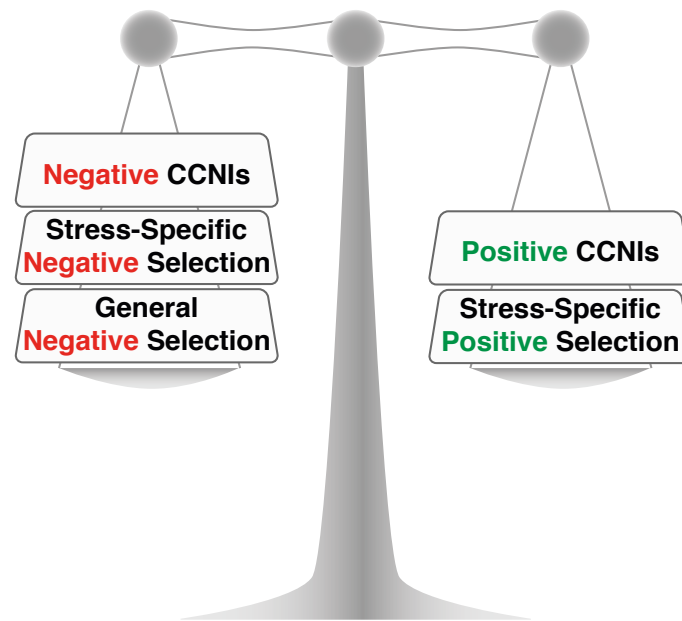 Negative CCNIs
Stress-Specific
Negative Selection
General
Negative Selection
Positive CCNIs
Stress-Specific
Positive Selection